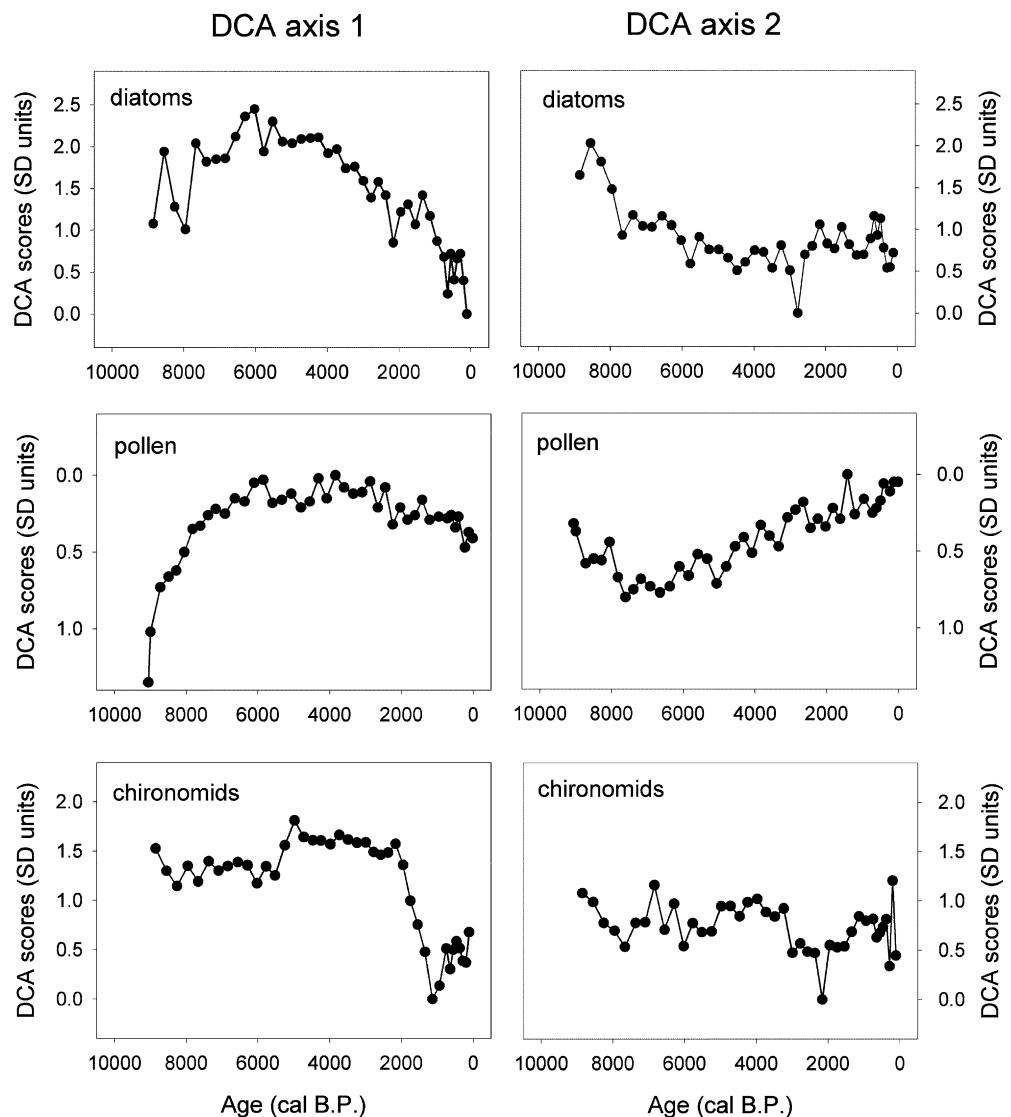 DCA axis 1 DCA axis 2
diatoms diatoms
DCA scores (SD units) 2.5 2.0 1.5 1.0 0.5 0.0
2.5 2.0 1.5 1.0 0.5 0.0 DCA scores (SD units)
10000 8000 6000 4000 2000 0 10000 8000 6000 4000 2000 0
pollen pollen
DCA scores (SD units) 0.0 0.5 1.0
0.0 0.5 1.0 DCA scores (SD units)
10000 8000 6000 4000 2000 0 10000 8000 6000 4000 2000 0
chironomids chironomids
DCA scores (SD units) 2.0 1.5 1.0 0.5 0.0
2.0 1.5 1.0 0.5 0.0 DCA scores (SD units)
10000 8000 6000 4000 2000 0 10000 8000 6000 4000 2000 0
Age (cal B.P.) Age (cal B.P.)